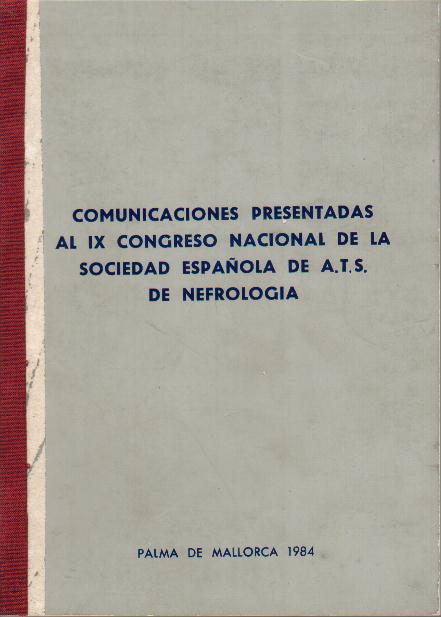 COMUNICACIONES PRESENTADAS
AL IX CONGRESO NACIONAL DE LA
SOCIEDAD ESPAÑOLA DE A.T.S.
DE NEFROLOGIA
PALMA DE MALLORCA 1984